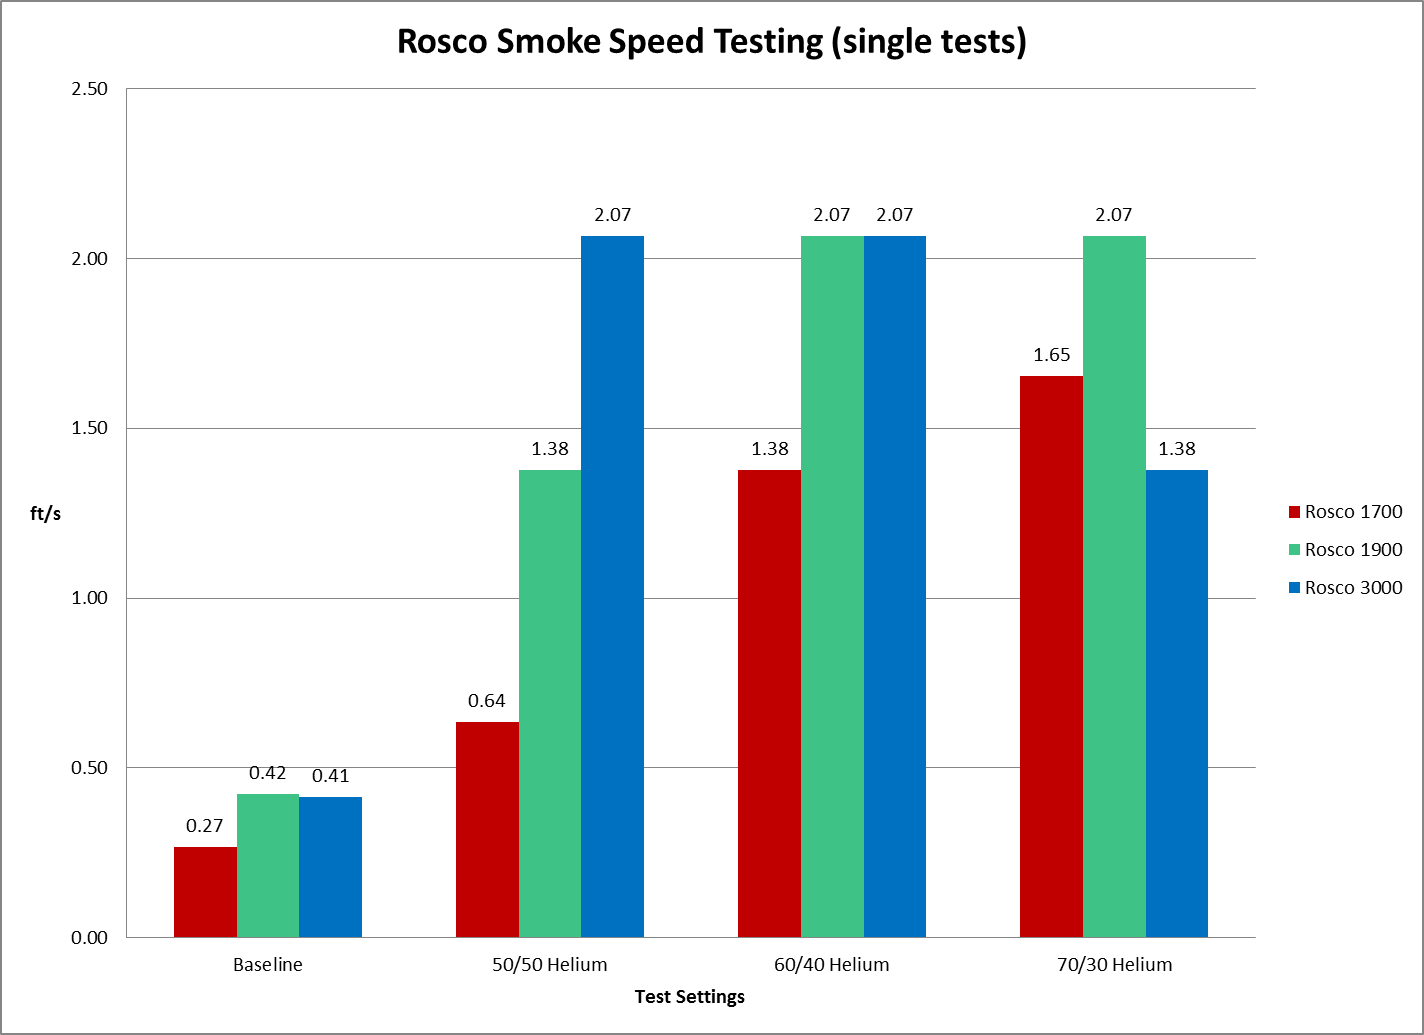 Rosco Smoke Speed Testing (single tests)
2.50
2.00
1.50
1.00
0.50
0.00
ft/s
0.27
0.42
0.41
0.64
1.38
2.07
1.38
2.07
2.07
1.65
2.07
1.38
Baseline
50/50 Helium
60/40 Helium
70/30 Helium
Test Settings
Rosco 1700
Rosco 1900
Rosco 3000